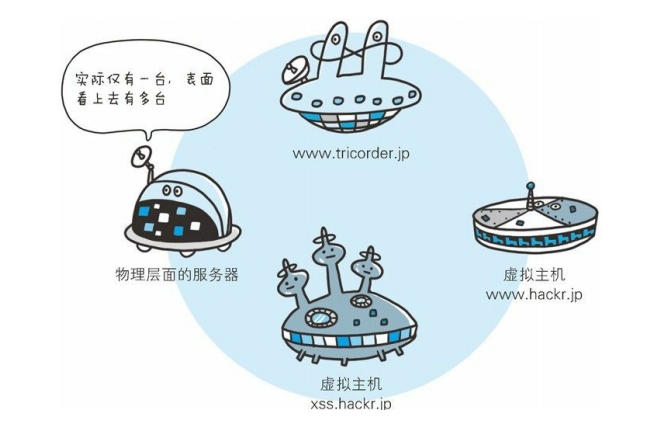 实际仅有一台，表面
看上去有多台
www.tricorder.jp
物理层面的服务器
虚拟主机
www.hackr.jp
虚拟主机
xss.hackr.jp